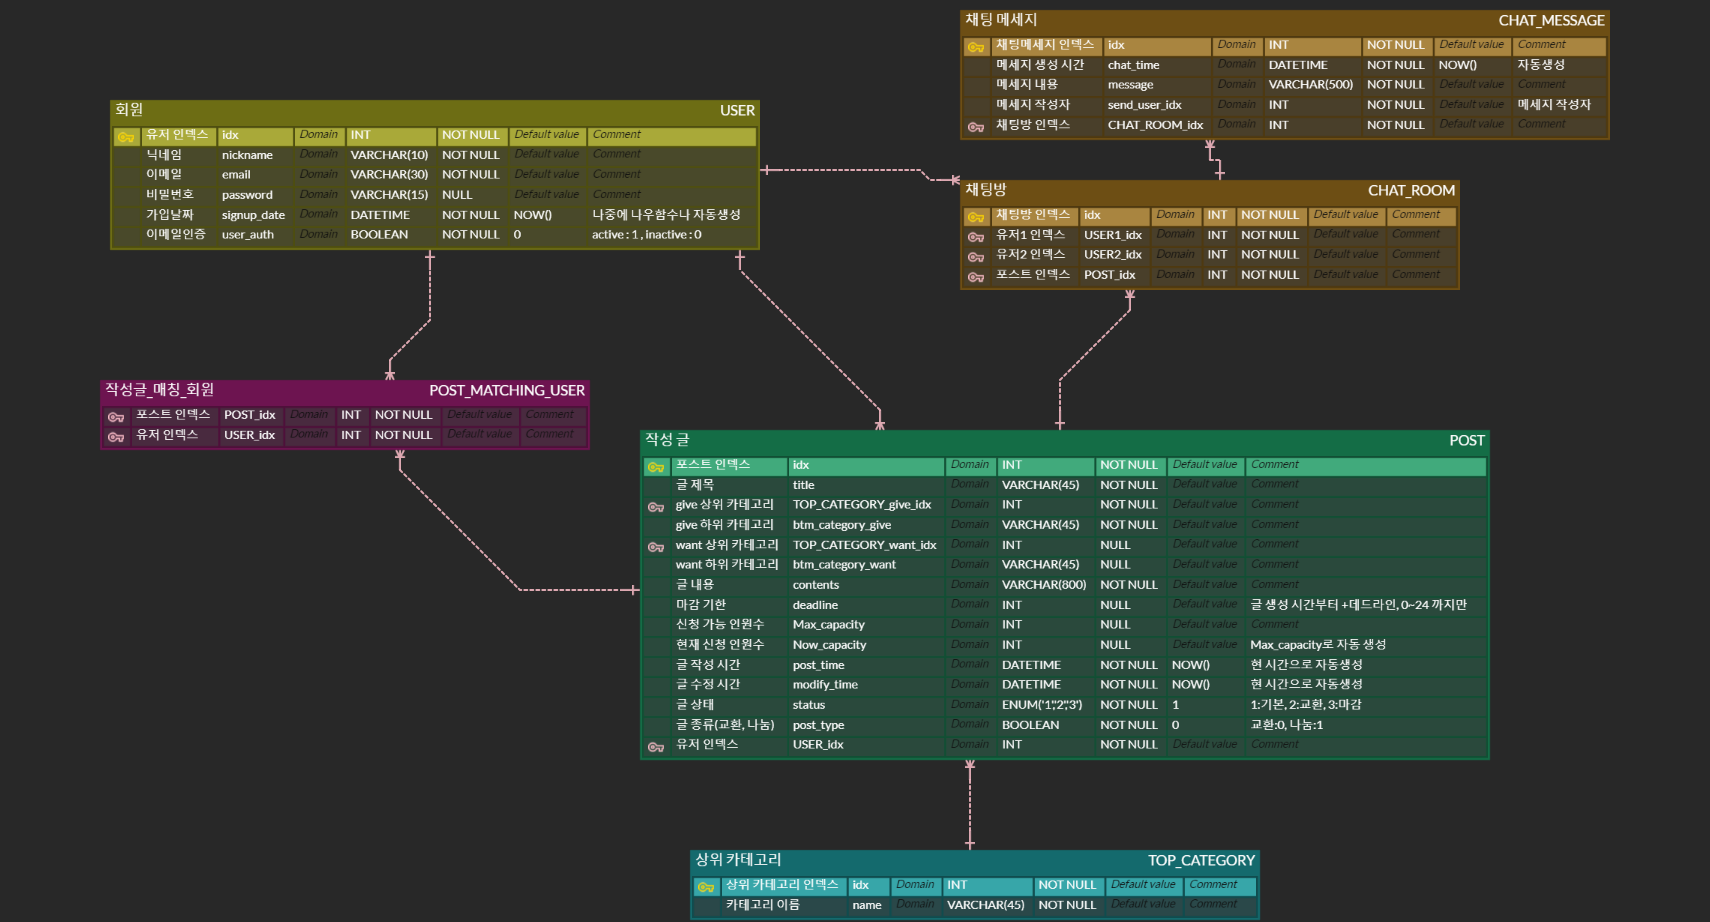 채팅 메세지 CHAT_MESSAGE
채팅메세지 인덱스 idx Domain INT NOT NULL Default value Comment
메세지 생성 시간 chat_time Domain DATETIME NOT NULL NOW() 자동생성
메세지 내용 message Domain VARCHAR(500) NOT NULL Default value Comment
메세지 작성자 send_user_idx Domain INT NOT NULL Default value 메세지 작성자
채팅방 인덱스 CHAT_ROOM_idx Domain INT NOT NULL Default value Comment
회원 USER
유저 인덱스 idx Domain INT NOT NULL Default value Comment
닉네임 nickname Domain VARCHAR(10) NOT NULL Default value Comment
이메일 email Domain VARCHAR(30) NOT NULL Default value Comment
비밀번호 password Domain VARCHAR(15) NULL Default value Comment
가입날짜 signup_date Domain DATETIME NOT NULL NOW() 나중에 나우함수나 자동생성
이메일인증 user_auth Domain BOOLEAN NOT NULL 0 active : 1 , inactive : 0
채팅방 CHAT_ROOM
채팅방 인덱스 idx Domain INT NOT NULL Default value Comment
유저1 인덱스 USER1_idx Domain INT NOT NULL Default value Comment
유저2 인덱스 USER2_idx Domain INT NOT NULL Default value Comment
포스트 인덱스 POST_idx Domain INT NOT NULL Default value Comment
작성글_매칭_회원 POST_MATCHING_USER
포스트 인덱스 POST_idx Domain INT NOT NULL Default value Comment
유저 인덱스 USER_idx Domain INT NOT NULL Default value Comment
작성 글 POST
포스트 인덱스 idx Domain INT NOT NULL Default value Comment
글 제목 title Domain VARCHAR(45) NOT NULL Default value Comment
give 상위 카테고리 TOP_CATEGORY_give_idx Domain INT NOT NULL Default value Comment
give 하위 카테고리 btm_category_give Domain VARCHAR(45) NOT NULL Default value Comment
want 상위 카테고리 TOP_CATEGORY_want_idx Domain INT NULL Default value Comment
want 하위 카테고리 btm_category_want Domain VARCHAR(45) NULL Default value Comment
글 내용 contents Domain VARCHAR(800) NOT NULL Default value Comment
마감 기한 deadline Domain INT NULL Default value 글 생성 시간부터 +데드라인, 0~24 까지만
신청 가능 인원수 Max_capacity Domain INT NULL Default value Comment
현재 신청 인원수 Now_capacity Domain INT NULL Default value Max_capacity로 자동 생성
글 작성 시간 post_time Domain DATETIME NOT NULL NOW() 현 시간으로 자동생성
글 수정 시간 modify_time Domain DATETIME NOT NULL NOW() 현 시간으로 자동생성
글 상태 status Domain ENUM('1','2','3') NOT NULL 1 1:기본, 2:교환, 3:마감
글 종류(교환, 나눔) post_type Domain BOOLEAN NOT NULL 0 교환:0, 나눔:1
유저 인덱스 USER_idx Domain INT NOT NULL Default value Comment
상위 카테고리 TOP_CATEGORY
상위 카테고리 인덱스 idx Domain INT NOT NULL Default value Comment
카테고리 이름 name Domain VARCHAR(45) NOT NULL Default value Comment